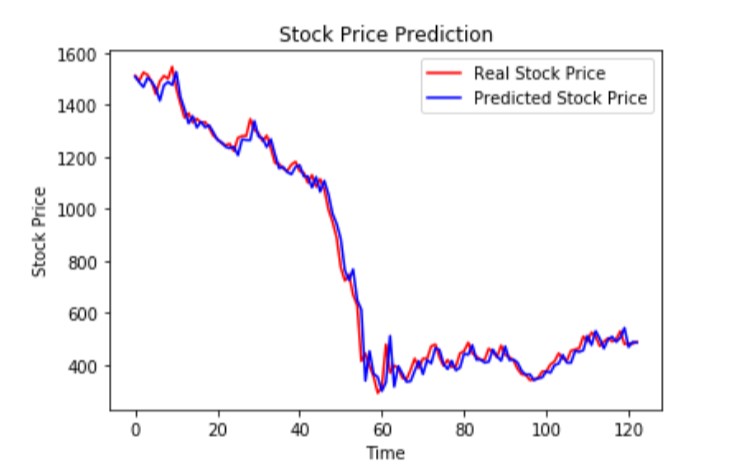 Stock Price Prediction
Real Stock Price
Predicted Stock Price
1600
1400
1200
1000
800
600
400
Stock Price
0 20 40 60 80 100 120
Time